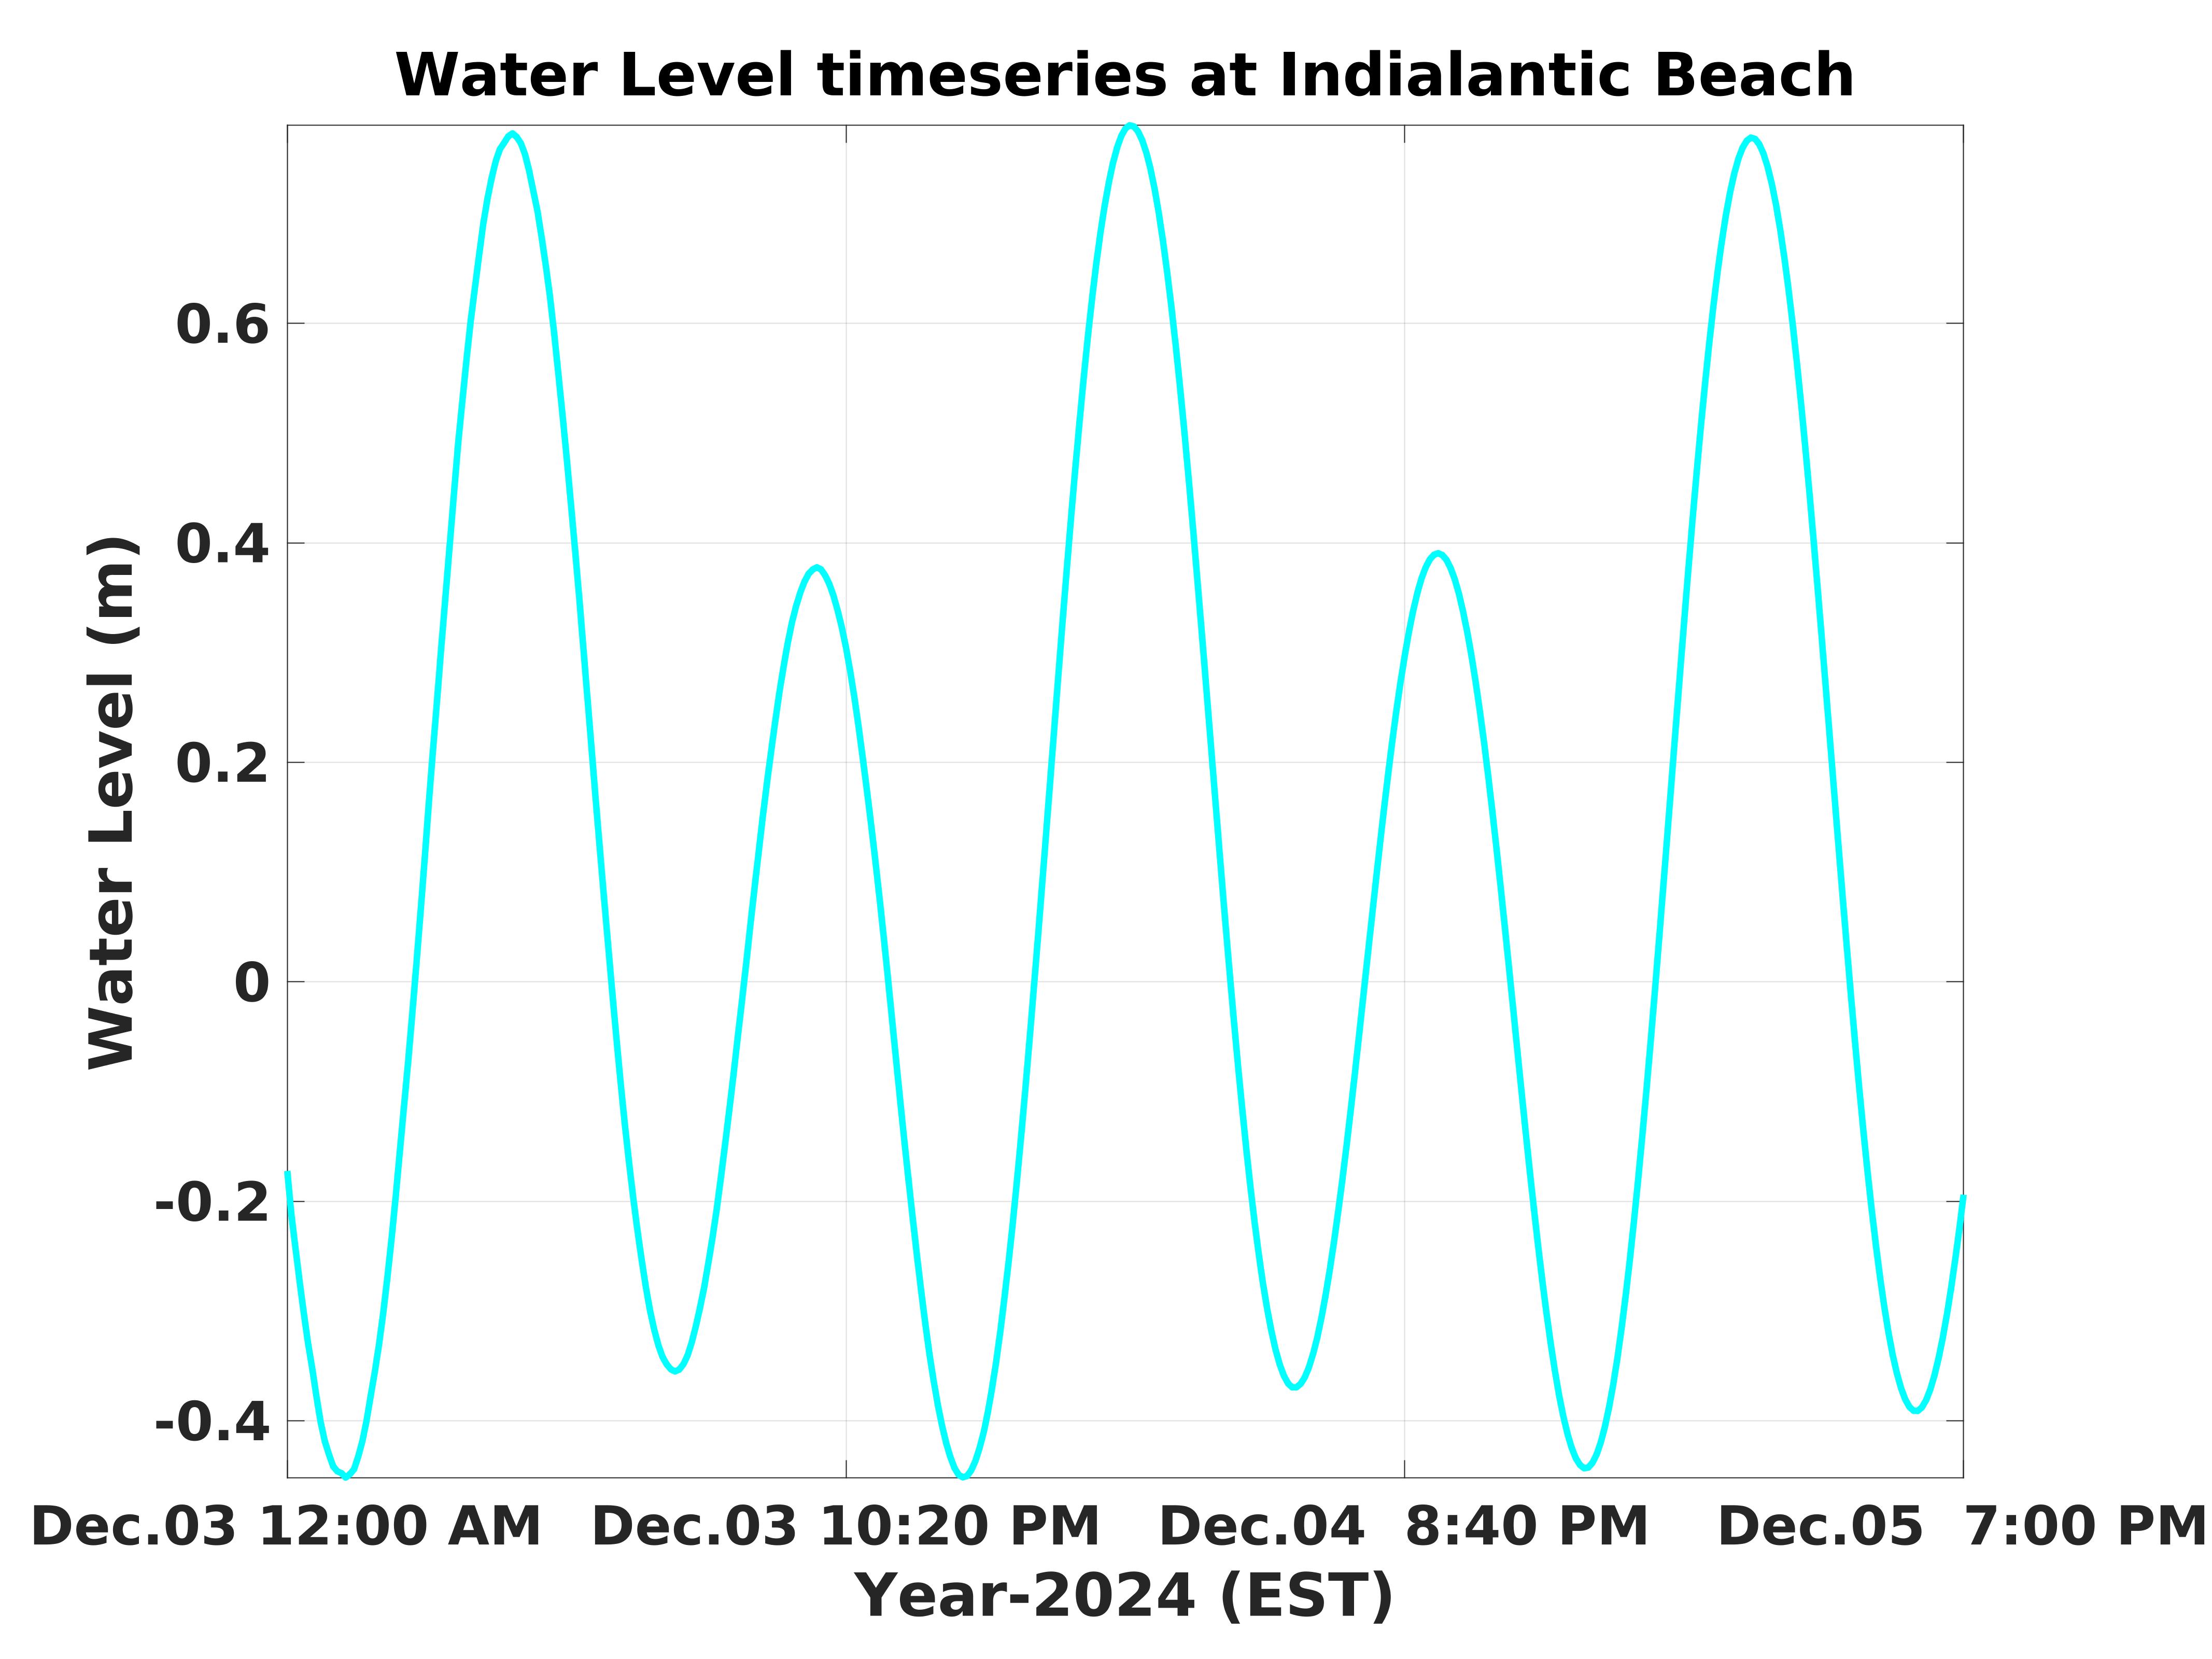 Water Level timeseries at Indialantic Beach
Water Level (m)
0.6
0.4
0.2
0
-0.2
-0.4
Dec.03 12:00 AM Dec.03 10:20 PM Dec.04 8:40 PM Dec.05 7:00 PM
Year-2024 (EST)